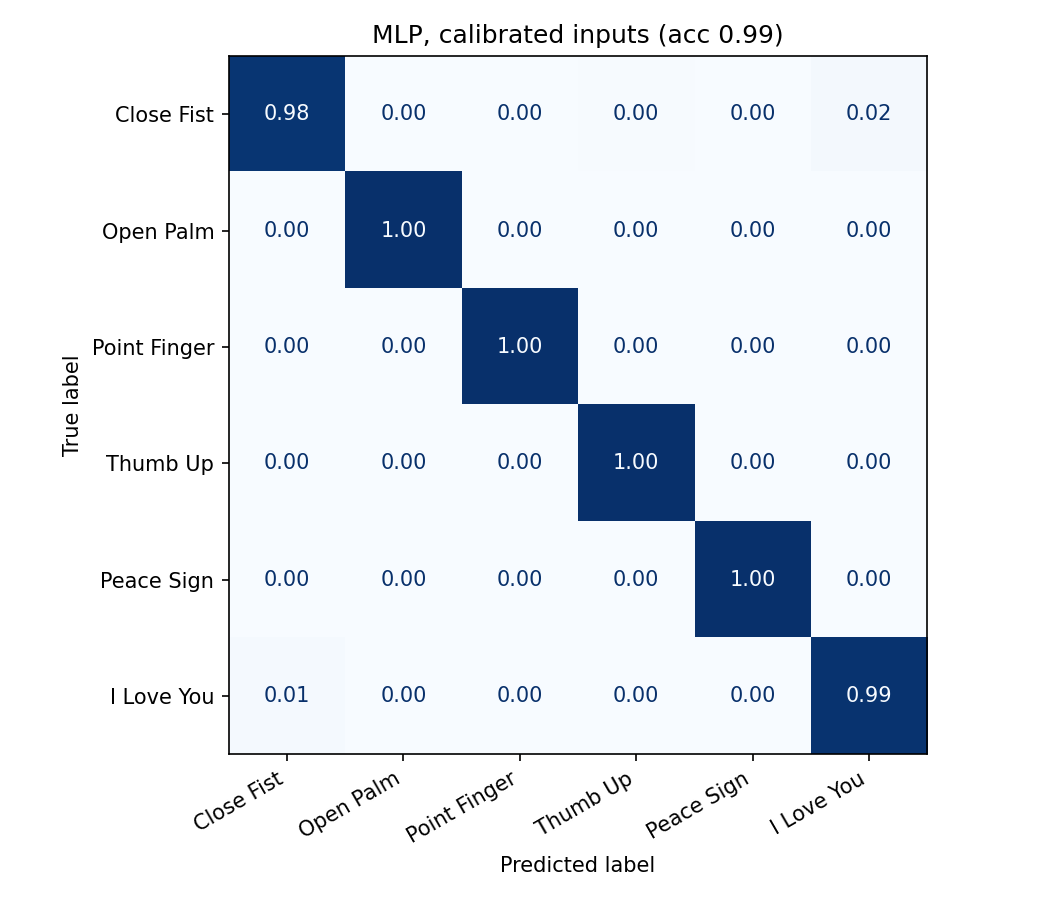 MLP, calibrated inputs (acc 0.99)
Close Fist 0.98 0.00 0.00 0.00 0.00 0.02
Open Palm 0.00 1.00 0.00 0.00 0.00 0.00
Point Finger 0.00 0.00 1.00 0.00 0.00 0.00
Thumb Up 0.00 0.00 0.00 1.00 0.00 0.00
Peace Sign 0.00 0.00 0.00 0.00 1.00 0.00
I Love You 0.01 0.00 0.00 0.00 0.00 0.99
True label
Close Fist Open Palm Point Finger Thumb Up Peace Sign I Love You
Predicted label